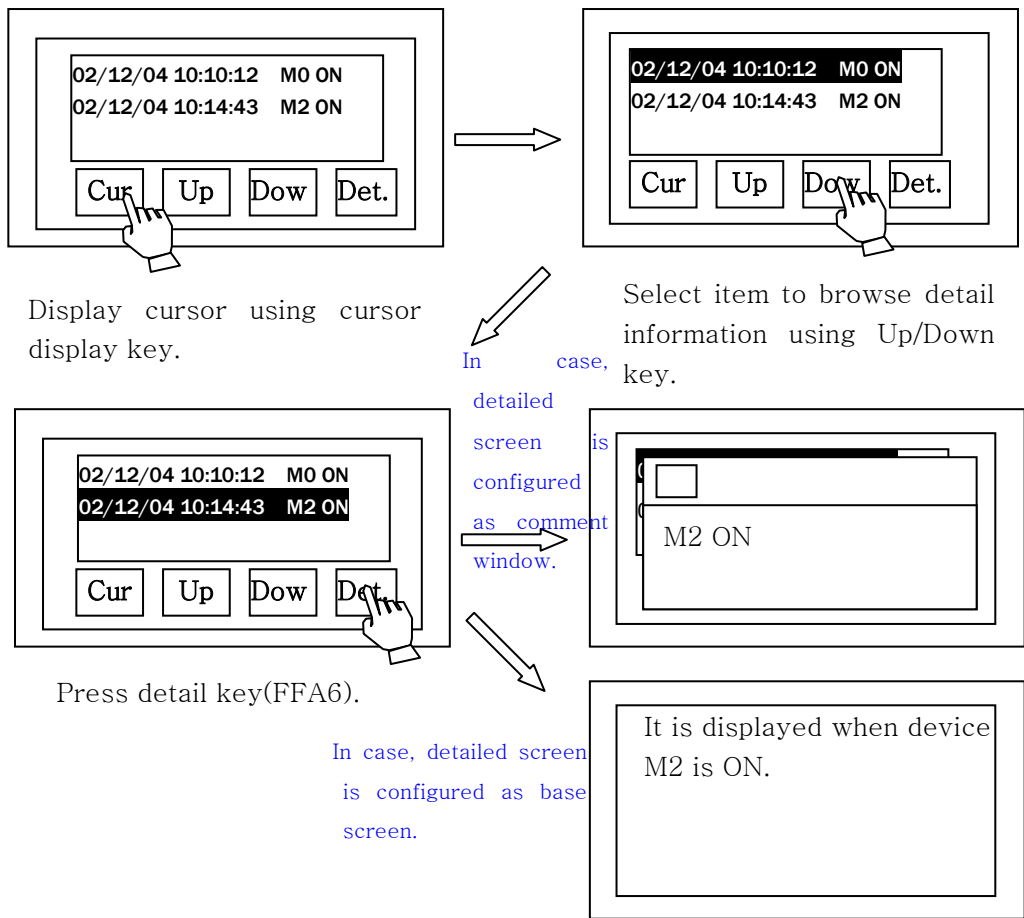 02/12/04 10:10:12 M0 ON
02/12/04 10:14:43 M2 ON
Cur Up Dow Det.
Display cursor using cursor
display key.
02/12/04 10:10:12 M0 ON
02/12/04 10:14:43 M2 ON
Cur Up Dow Det.
Select item to browse detail
information using Up/Down
key.
02/12/04 10:10:12 M0 ON
02/12/04 10:14:43 M2 ON
Cur Up Dow Det.
Press detail key(FFA6).
In case,
detailed
screen is
configured
as comment
window.
M2 ON
In case, detailed screen
is configured as base
screen.
It is displayed when device
M2 is ON.